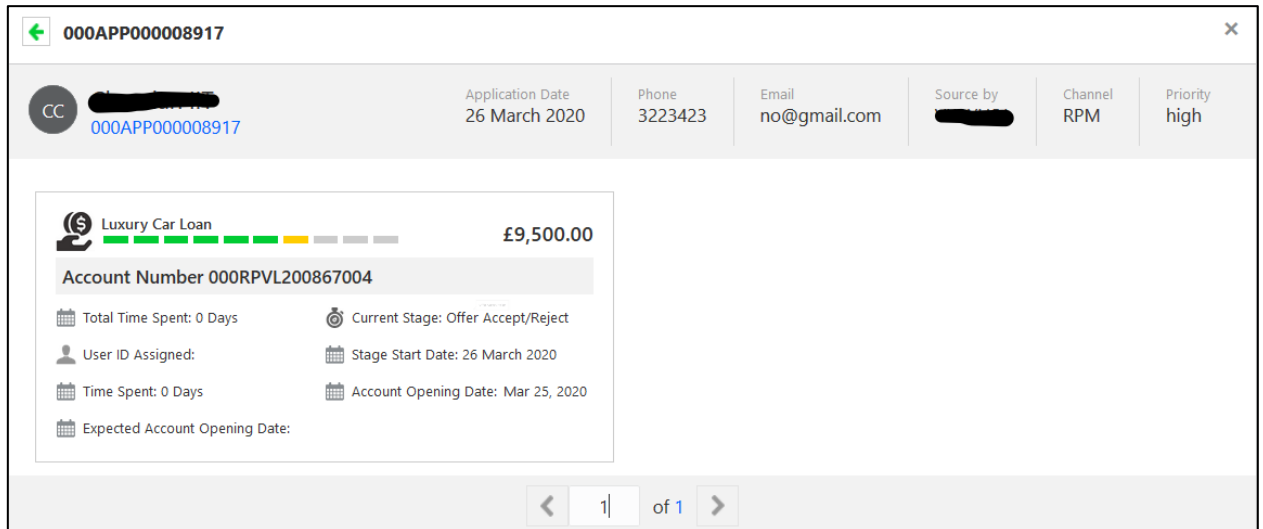 000APP000008917
×
CC
000APP000008917
Application Date
26 March 2020
Phone
3223423
Email
no@gmail.com
Source by
Channel
RPM
Priority
high
Luxury Car Loan
£9,500.00
Account Number 000RPVL200867004
Total Time Spent: 0 Days
Current Stage: Offer Accept/Reject
User ID Assigned:
Stage Start Date: 26 March 2020
Time Spent: 0 Days
Account Opening Date: Mar 25, 2020
Expected Account Opening Date:
1 of 1